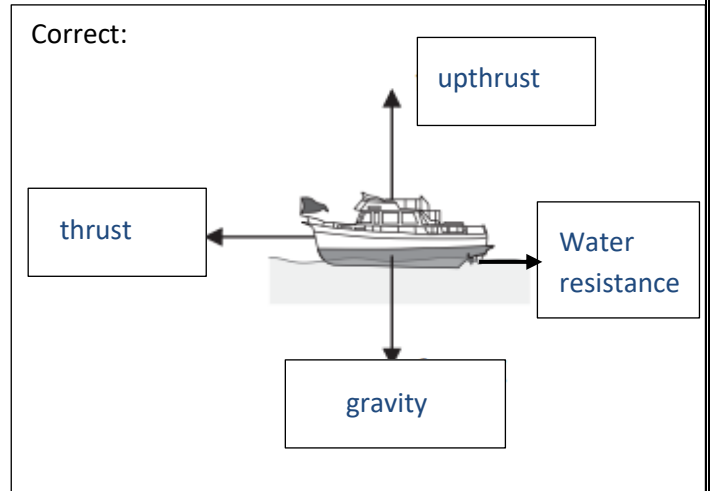 Correct:
upthrust
thrust
Water
resistance
gravity